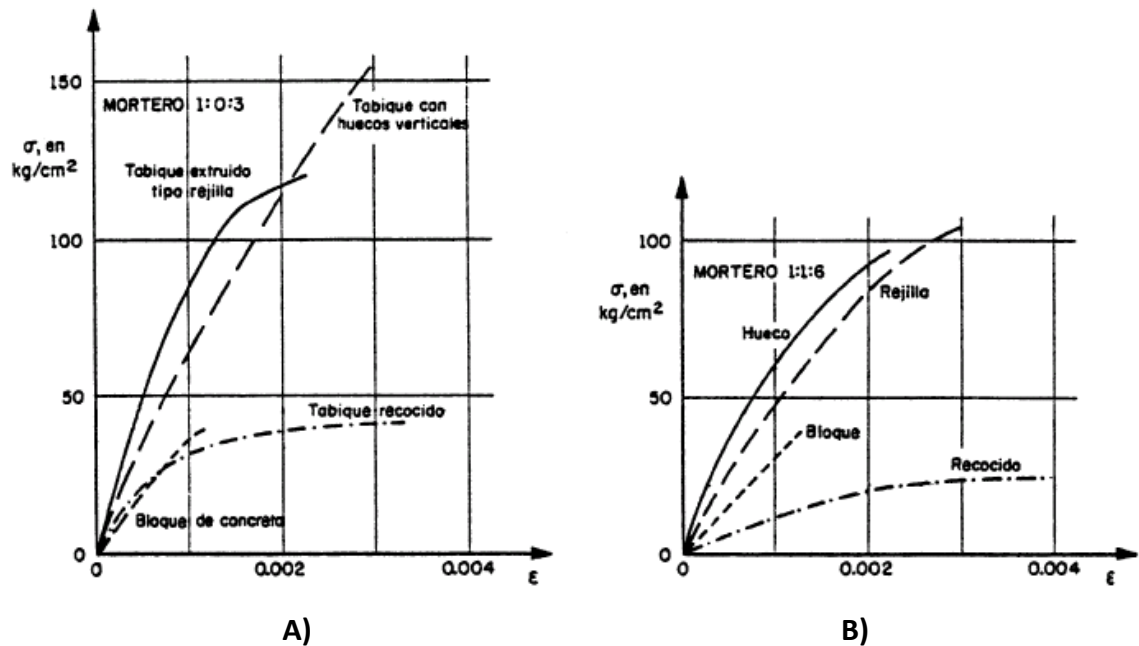 150
MORTERO 1:0:3
Tabique con
huecos verticales
σ, en
kg/cm²
Tabique extruido
tipo rejilla
100
50
Tabique recocido
Bloque de concreto
0
0
0.002
0.004
ε
A)
100
MORTERO 1:1:6
σ, en
kg/cm²
Rejilla
Hueco
50
Bloque
Recocido
0
0
0.002
0.004
ε
B)